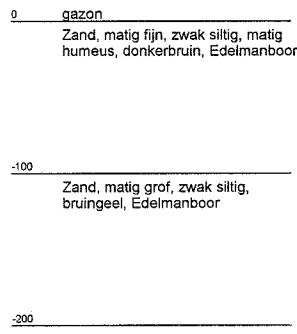 0 gazon
Zand, matig fijn, zwak siltig, matig
humeus, donkerbruin, Edelmanboor
-100
Zand, matig grof, zwak siltig,
bruingeel, Edelmanboor
-200